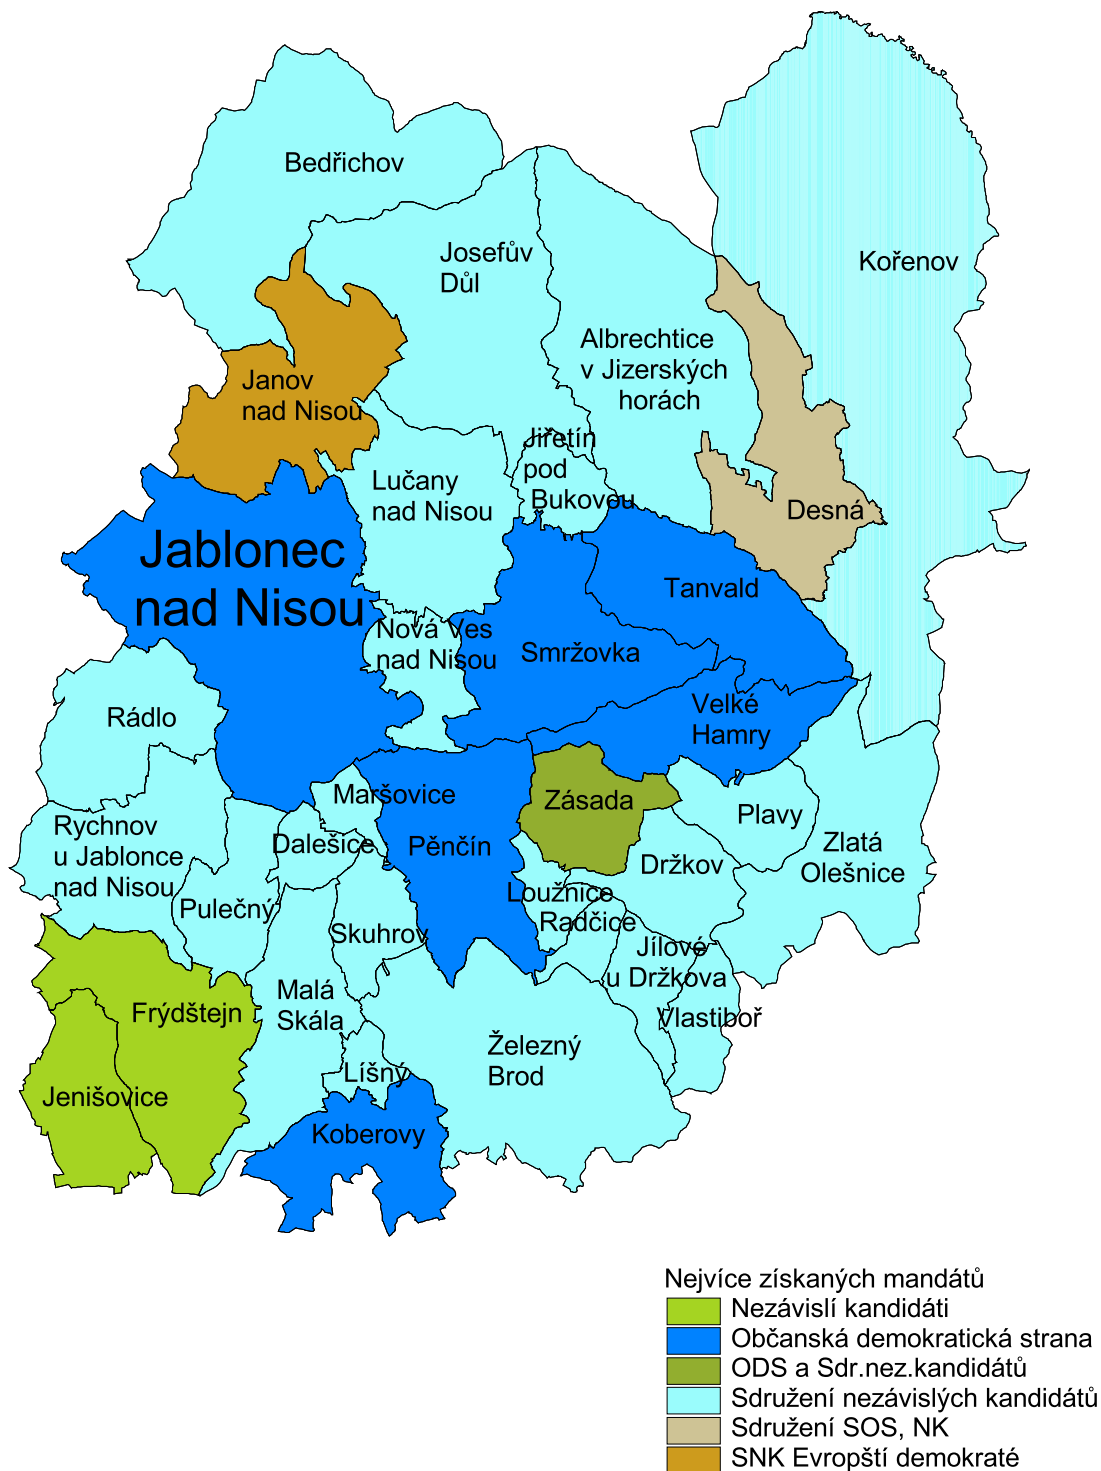 Bedřichov
Josefův
Důl
Kořenov
Albrechtice
v Jizerských
horách
Janov
nad Nisou
Jiřetín
pod
Bukovou
Lučany
nad Nisou
Desná
Jablonec
nad Nisou
Tanvald
Nová Ves
nad Nisou
Smržovka
Rádlo
Velké
Hamry
Maršovice
Zásada
Plavy
Rychnov
u Jablonce
nad Nisou
Dalešice
Pěnčín
Držkov
Zlatá
Olešnice
Loužnice
Pulečný
Radčice
Skuhrov
Jílové
u Držkova
Malá
Skála
Frýdštejn
Vlastiboř
Železný
Brod
Líšný
Jenišovice
Koberovy
Nejvíce získaných mandátů
Nezávislí kandidáti
Občanská demokratická strana
ODS a Sdr.nez.kandidátů
Sdružení nezávislých kandidátů
Sdružení SOS, NK
SNK Evropští demokraté